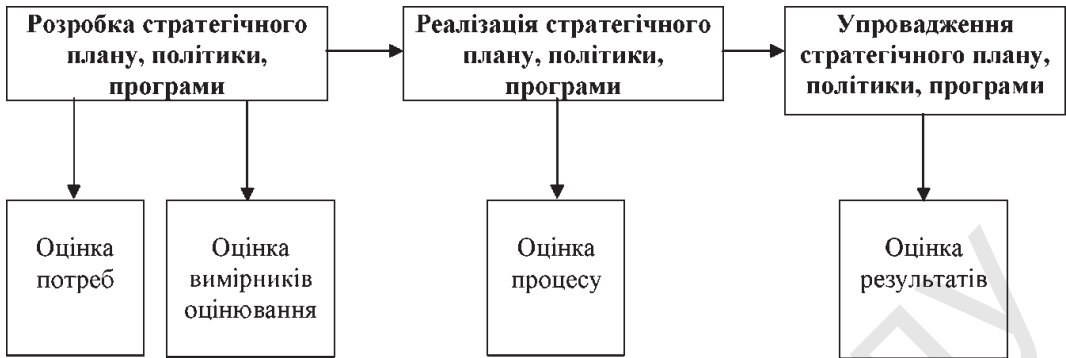 Розробка стратегічного
плану, політики,
програми
Реалізація стратегічного
плану, політики,
програми
Упровадження
стратегічного плану,
політики, програми
Оцінка
потреб
Оцінка
вимірників
оцінювання
Оцінка
процесу
Оцінка
результатів